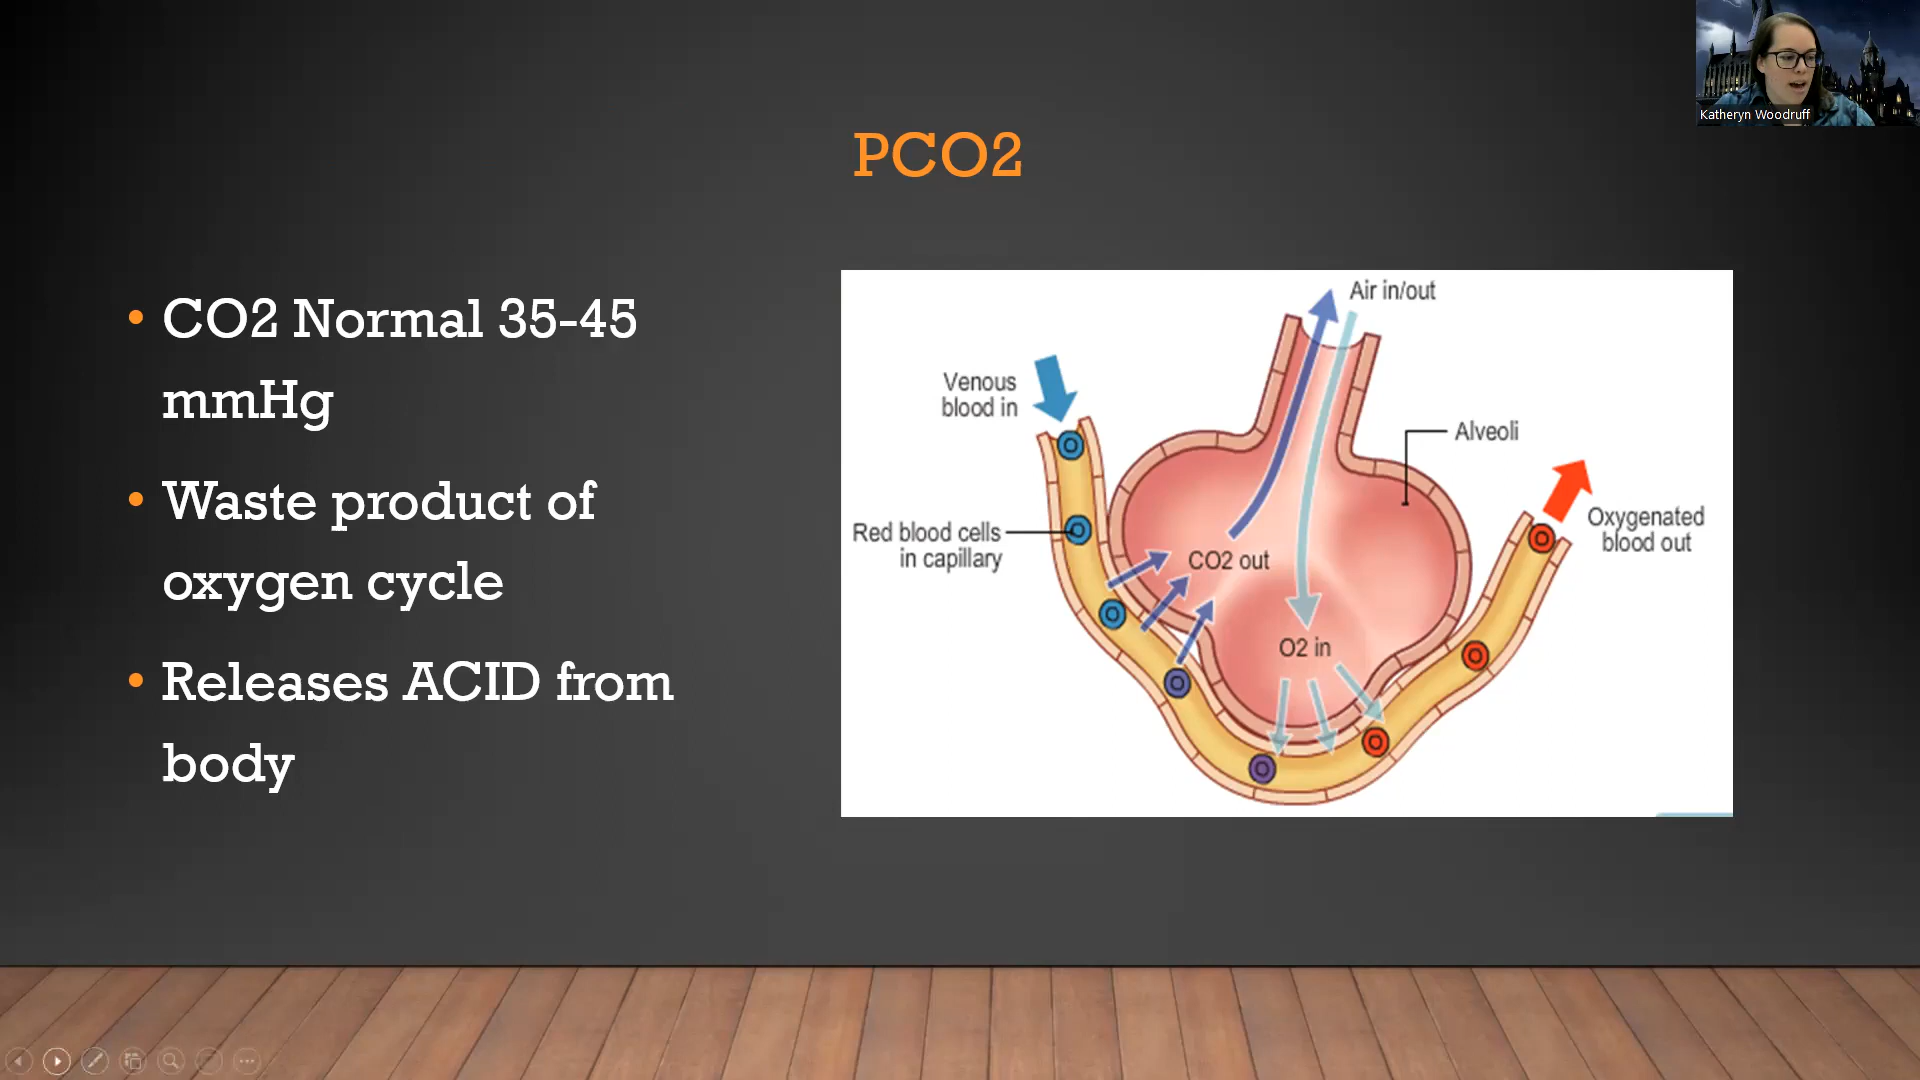 Katheryn Woodruff
PCO2
• CO2 Normal 35-45
mmHg
• Waste product of
oxygen cycle
• Releases ACID from
body
Air in/out
Venous
blood in
Alveoli
Red blood cells
in capillary
CO2 out
Oxygenated
blood out
O2 in